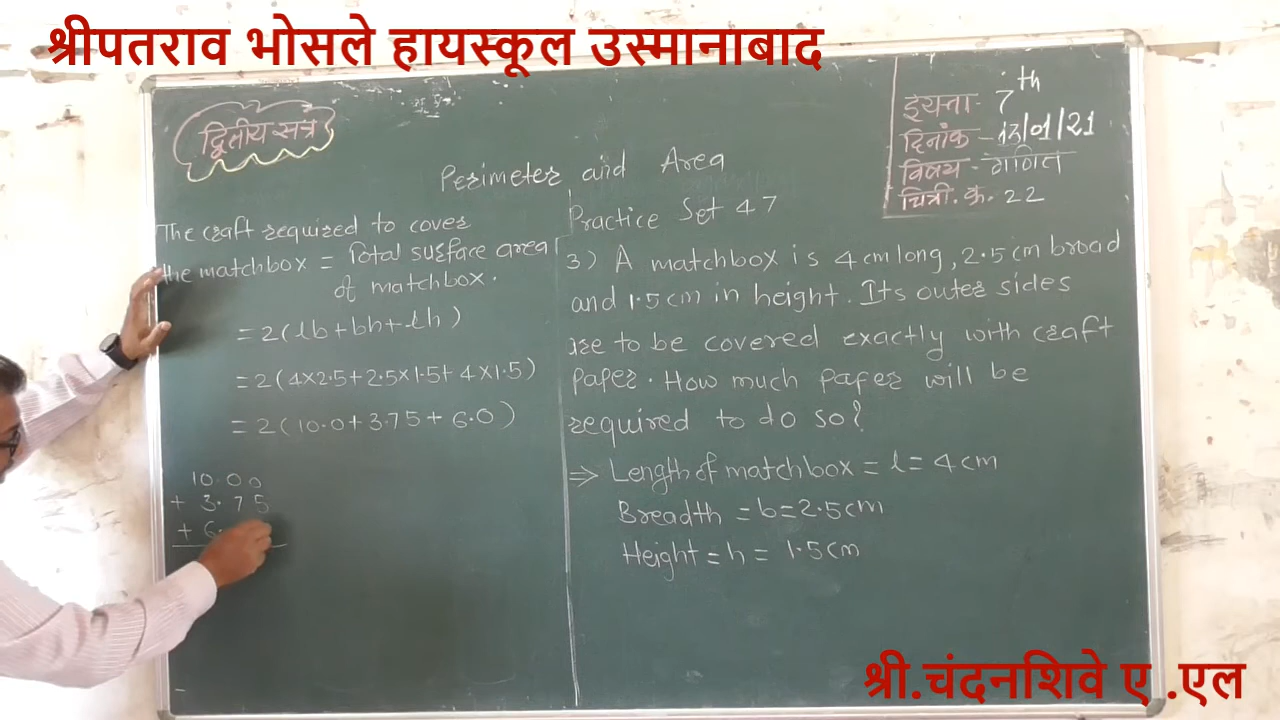 श्रीपतराव भोसले हायस्कूल उस्मानाबाद
द्वितीय सत्र
इयत्ता- 7th
दिनांक - 13/01/21
विषय - गणित
चित्री. क्र. 22
Perimeter and Area
The craft required to cover
the matchbox = Total surface area
of matchbox.
= 2(lb+bh+lh)
= 2(4×2.5+2.5×1.5+4×1.5)
= 2(10.0+3.75+6.0)
10.00
+ 3.75
+ 6.
Practice Set 47
3) A matchbox is 4 cm long, 2.5 cm broad
and 1.5 cm in height. Its outer sides
are to be covered exactly with craft
paper. How much paper will be
required to do so?
⇒ Length of matchbox = l = 4 cm
Breadth = b = 2.5 cm
Height = h = 1.5 cm
श्री.चंदनशिवे ए .एल